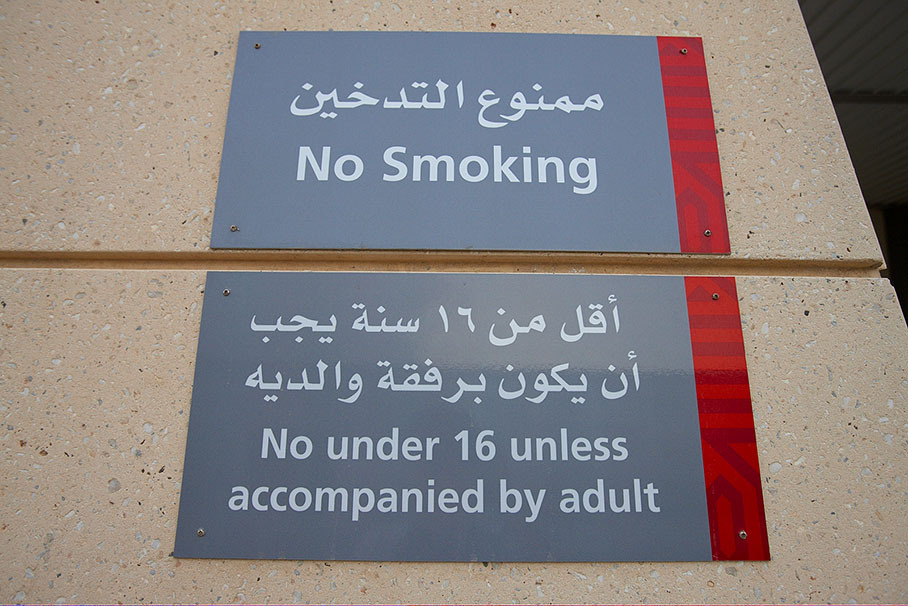 ممنوع التدخين
No Smoking
أقل من ١٦ سنة يجب
أن يكون برفقة والديه
No under 16 unless
accompanied by adult